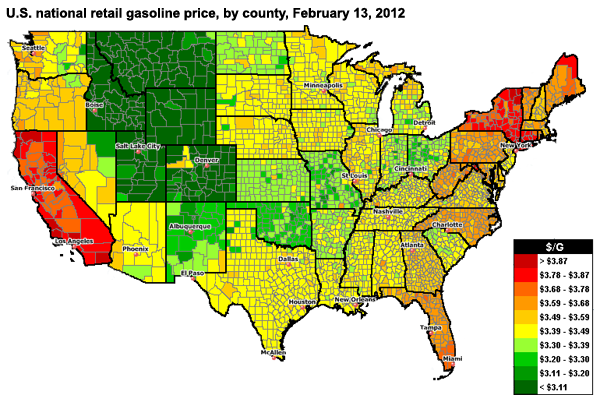 U.S. national retail gasoline price, by county, February 13, 2012
Seattle
Minneapolis
Boise
Detroit
Chicago
New York
Salt Lake City
Denver
Cincinnati
St Louis
San Francisco
Nashville
Charlotte
Albuquerque
Los Angeles
Phoenix
Atlanta
El Paso
Dallas
Houston
New Orleans
Tampa
McAllen
Miami
$/G
> $3.87
$3.78 - $3.87
$3.68 - $3.78
$3.59 - $3.68
$3.49 - $3.59
$3.39 - $3.49
$3.30 - $3.39
$3.20 - $3.30
$3.11 - $3.20
< $3.11